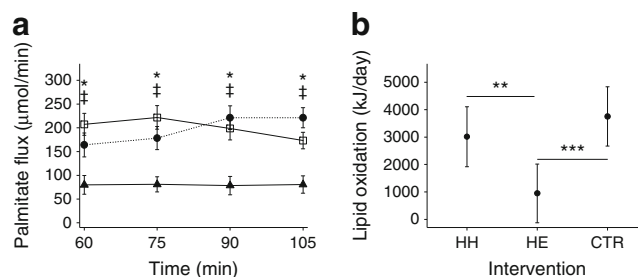 a
b
Palmitate flux (μmol/min)
300
250
200
150
100
50
0
* * * *
‡ ‡ ‡ ‡
60 75 90 105
Time (min)
Lipid oxidation (kJ/day)
5000
4000
3000
2000
1000
0
**
***
HH HE CTR
Intervention